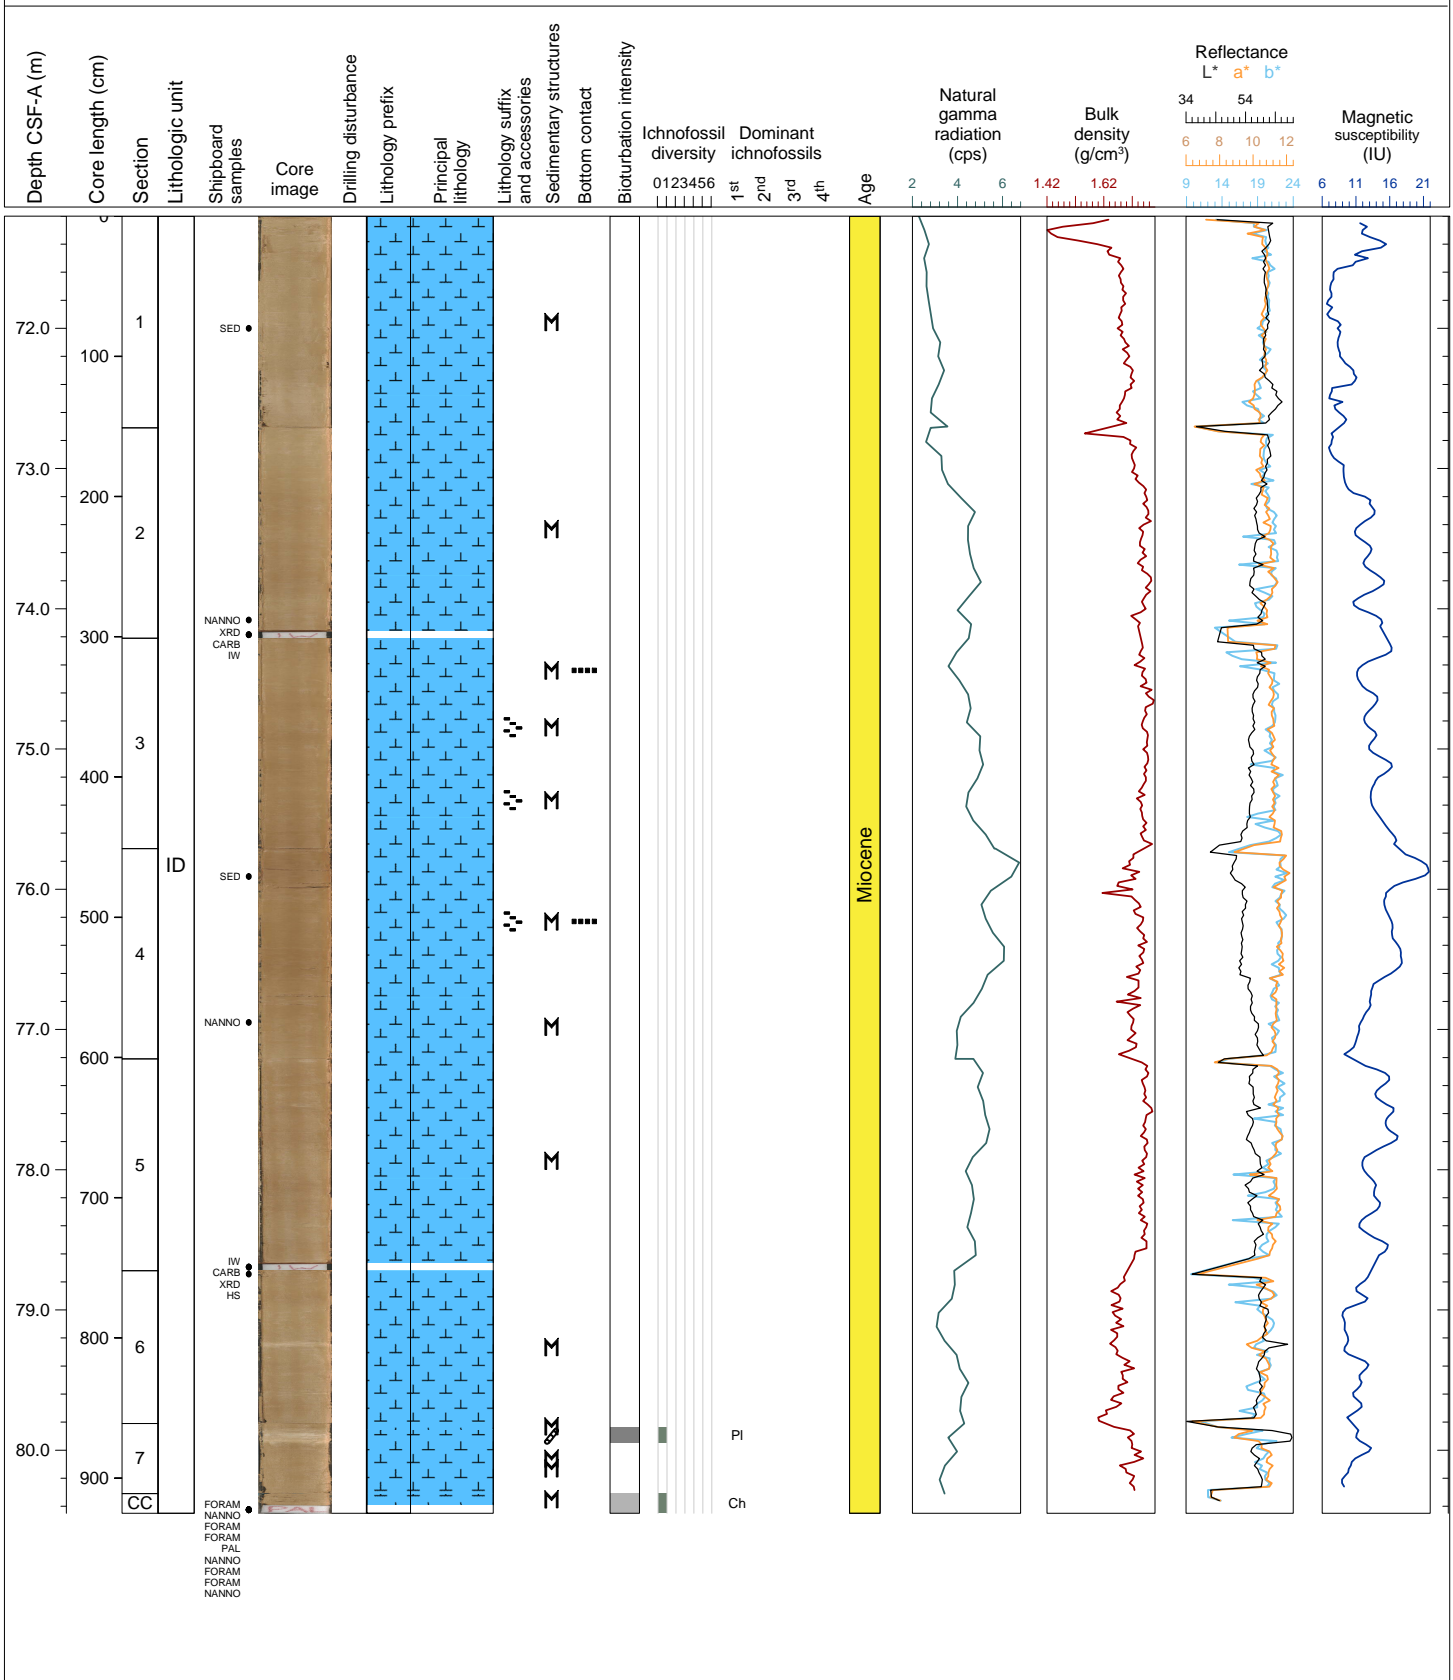 Depth CSF-A (m)
Core length (cm)
Section
Lithologic unit
Shipboard
samples
Core
image
Drilling disturbance
Lithology prefix
Principal
lithology
Lithology suffix
and accessories
Sedimentary structures
Bottom contact
Bioturbation intensity
Ichnofossil
diversity
0123456
Dominant
ichnofossils
1st
2nd
3rd
4th
Age
Natural
gamma
radiation
(cps)
2 4 6
Bulk
density
(g/cm³)
1.42 1.62
Reflectance
L* a* b*
34 54
6 8 10 12
9 14 19 24
Magnetic
susceptibility
(IU)
6 11 16 21
0
1
SED
72.0
100
73.0
200
2
74.0
NANNO
XRD
300
CARB
IW
3
75.0
400
ID
Miocene
SED
76.0
500
4
NANNO
77.0
600
5
78.0
700
IW
CARB
XRD
HS
79.0
800
6
Pl
80.0
7
900
CC
Ch
FORAM
NANNO
FORAM
FORAM
PAL
NANNO
FORAM
FORAM
NANNO